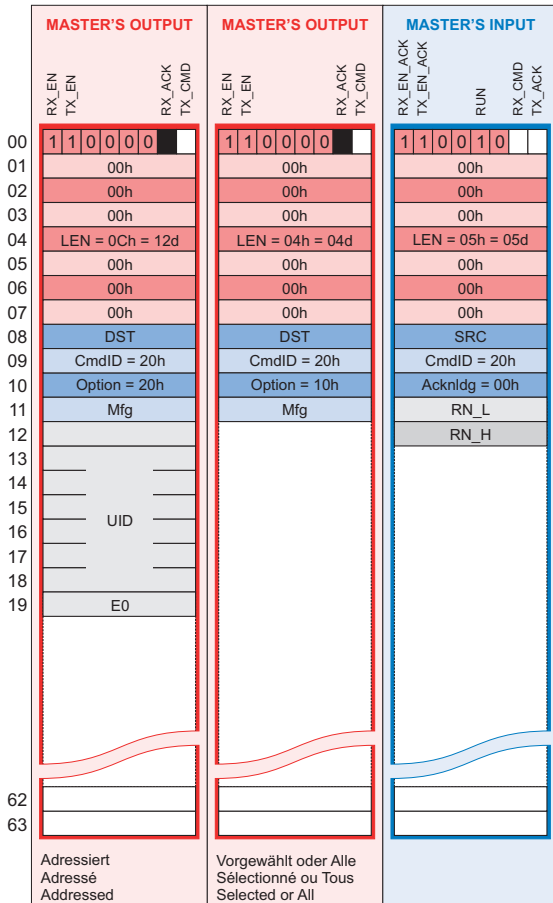 MASTER'S OUTPUT MASTER'S OUTPUT MASTER'S INPUT
RX_EN TX_EN RX_ACK TX_CMD RX_EN TX_EN RX_ACK TX_CMD RX_EN_ACK TX_EN_ACK RUN RX_CMD TX_ACK
00 1 1 0 0 0 0 1 1 0 0 0 0 1 1 0 0 1 0
01 00h 00h 00h
02 00h 00h 00h
03 00h 00h 00h
04 LEN = 0Ch = 12d LEN = 04h = 04d LEN = 05h = 05d
05 00h 00h 00h
06 00h 00h 00h
07 00h 00h 00h
08 DST DST SRC
09 CmdID = 20h CmdID = 20h CmdID = 20h
10 Option = 20h Option = 10h Acknldg = 00h
11 Mfg Mfg RN_L
12 RN_H
13
14
15
UID
16
17
18
19 E0
62
63
Adressiert Vorgewählt oder Alle
Adressé Sélectionné ou Tous
Addressed Selected or All